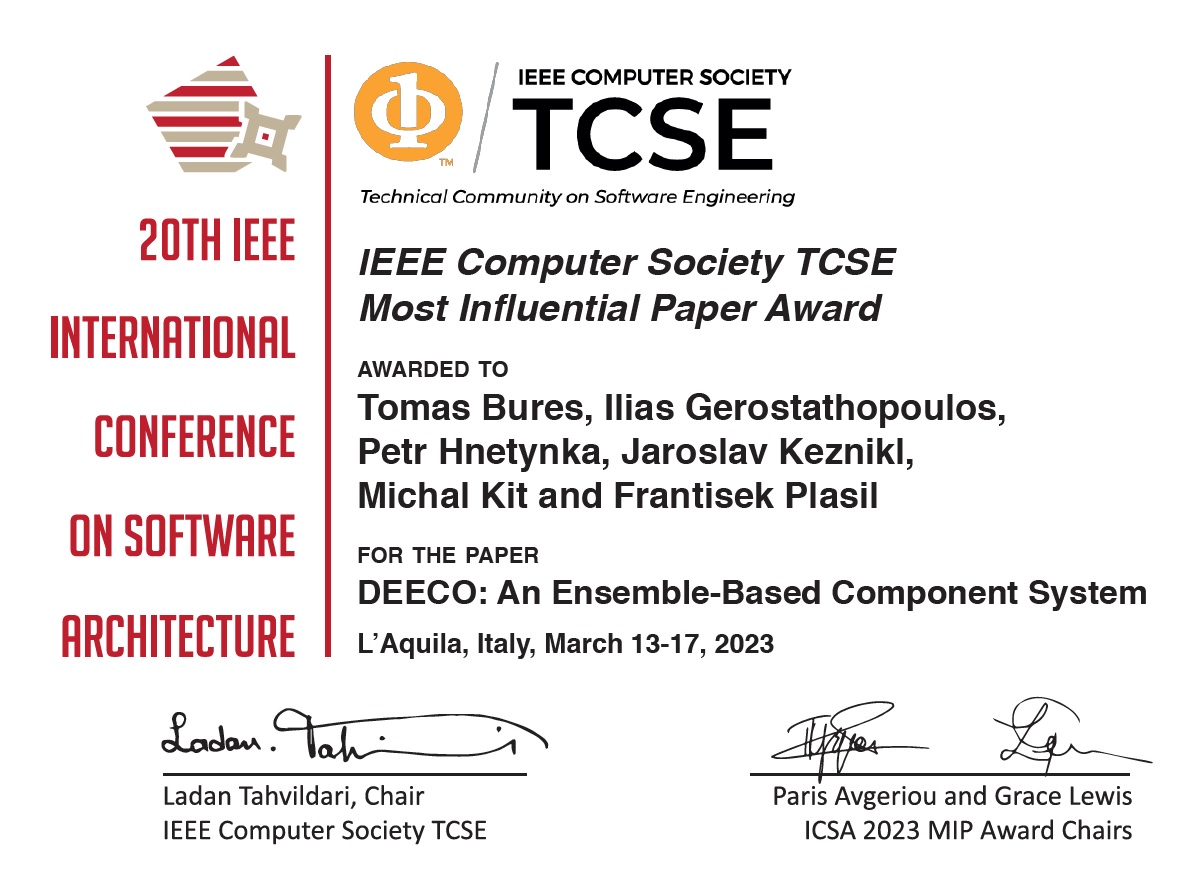 20TH IEEE
INTERNATIONAL
CONFERENCE
ON SOFTWARE
ARCHITECTURE
TM
IEEE COMPUTER SOCIETY
TCSE
Technical Community on Software Engineering
IEEE Computer Society TCSE
Most Influential Paper Award
AWARDED TO
Tomas Bures, Ilias Gerostathopoulos,
Petr Hnetynka, Jaroslav Keznikl,
Michal Kit and Frantisek Plasil
FOR THE PAPER
DEECO: An Ensemble-Based Component System
L’Aquila, Italy, March 13-17, 2023
Ladan Tahvildari, Chair
IEEE Computer Society TCSE
Paris Avgeriou and Grace Lewis
ICSA 2023 MIP Award Chairs